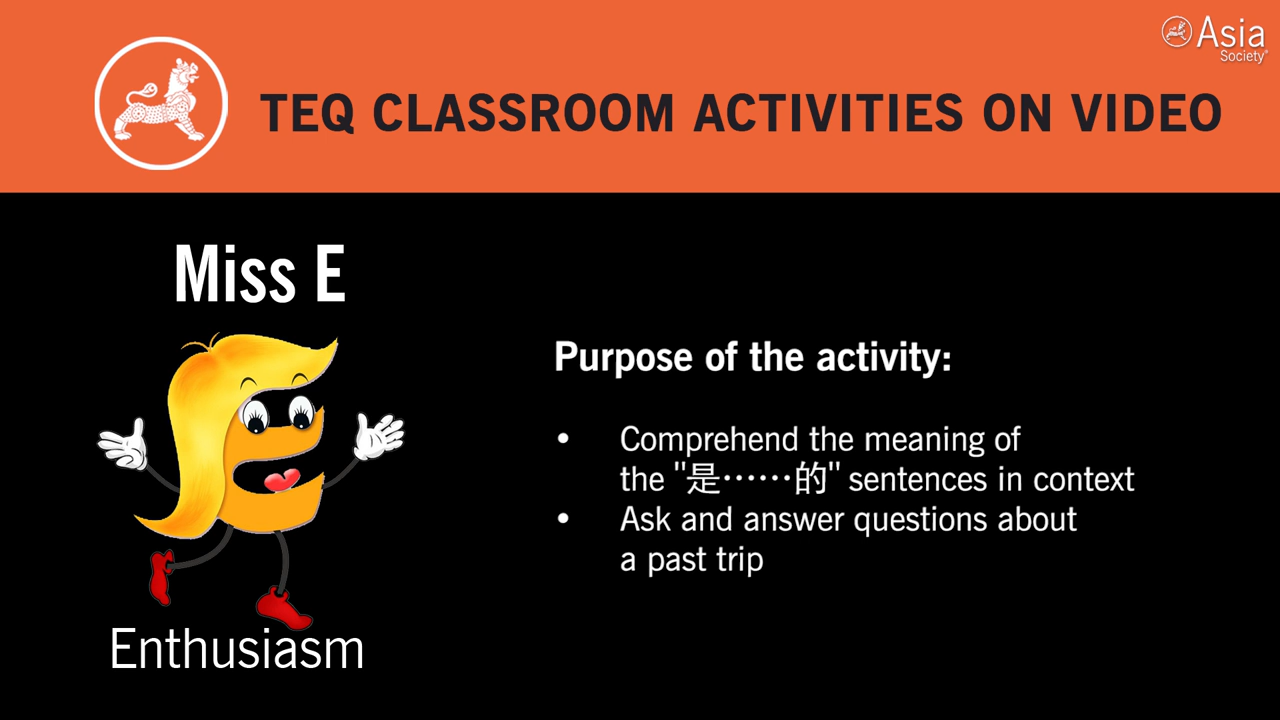 Asia
Society
TEQ CLASSROOM ACTIVITIES ON VIDEO
Miss E
Purpose of the activity:
• Comprehend the meaning of
the "是⋯⋯的" sentences in context
• Ask and answer questions about
a past trip
Enthusiasm